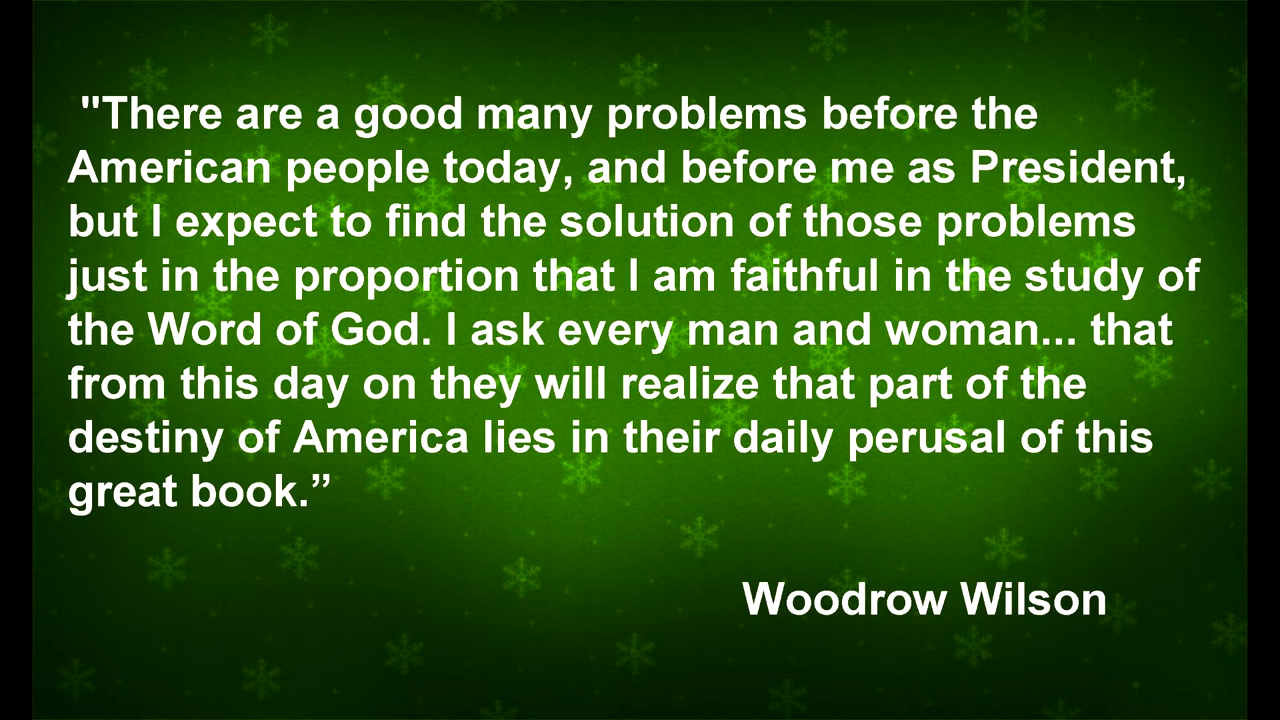 "There are a good many problems before the
American people today, and before me as President,
but I expect to find the solution of those problems
just in the proportion that I am faithful in the study of
the Word of God. I ask every man and woman... that
from this day on they will realize that part of the
destiny of America lies in their daily perusal of this
great book.”
Woodrow Wilson